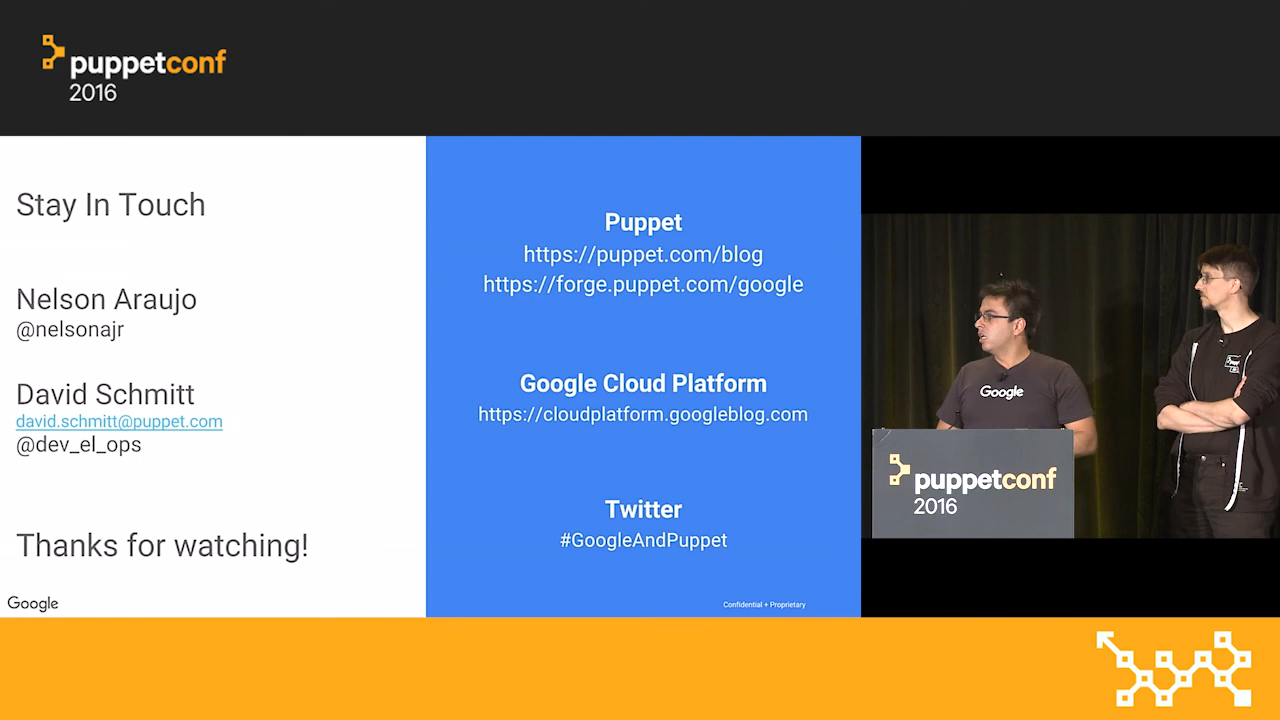 puppetconf
2016
Stay In Touch
Nelson Araujo
@nelsonajr
David Schmitt
david.schmitt@puppet.com
@dev_el_ops
Thanks for watching!
Google
Puppet
https://puppet.com/blog
https://forge.puppet.com/google
Google Cloud Platform
https://cloudplatform.googleblog.com
Twitter
#GoogleAndPuppet
Confidential + Proprietary
Google
puppetconf
2016